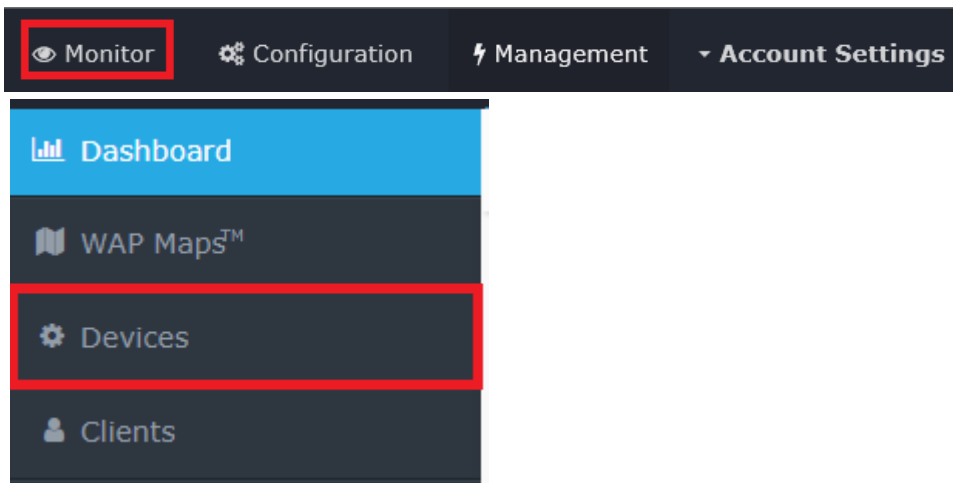 Monitor Configuration Management Account Settings
Dashboard
WAP Maps™
Devices
Clients